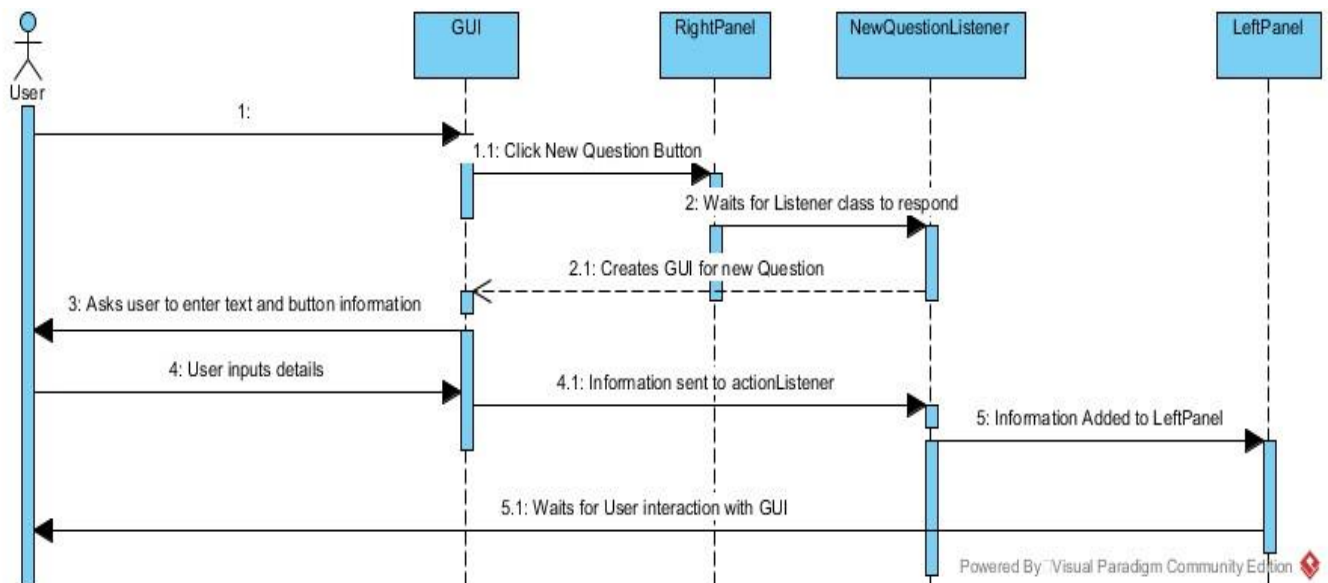 GUI
RightPanel
NewQuestionListener
LeftPanel
User
1:
1.1: Click New Question Button
2: Waits for Listener class to respond
2.1: Creates GUI for new Question
3: Asks user to enter text and button information
4: User inputs details
4.1: Information sent to actionListener
5: Information Added to LeftPanel
5.1: Waits for User interaction with GUI
Powered By Visual Paradigm Community Edition